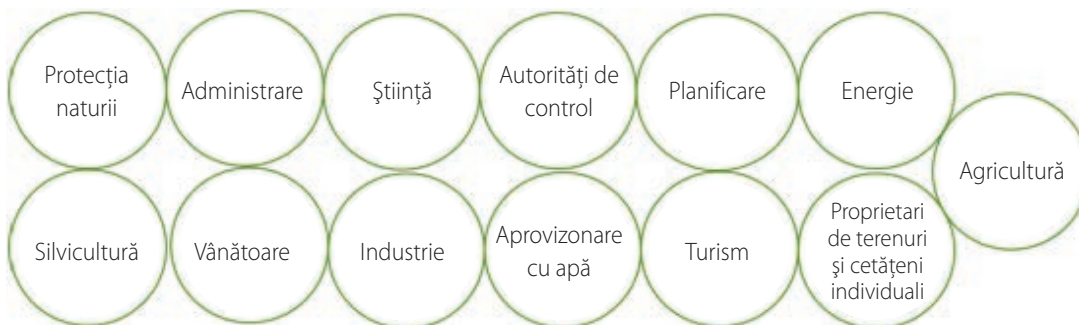 Protecția
naturii
Administrare
Ştiință
Autorități de
control
Planificare
Energie
Agricultură
Silvicultură
Vânătoare
Industrie
Aprovizonare
cu apă
Turism
Proprietari
de terenuri
şi cetățeni
individuali